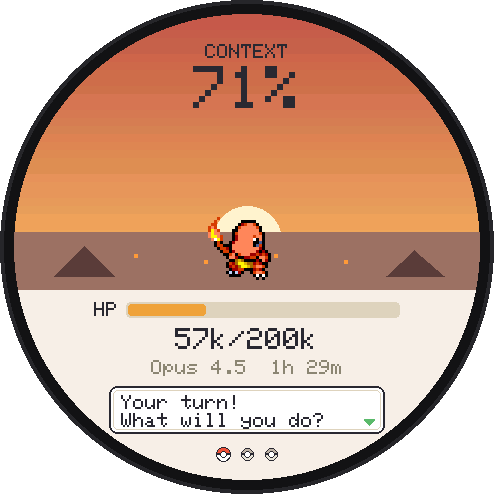 CONTEXT
71%
HP
57k/200k
Opus 4.5 1h 29m
Your turn!
What will you do?